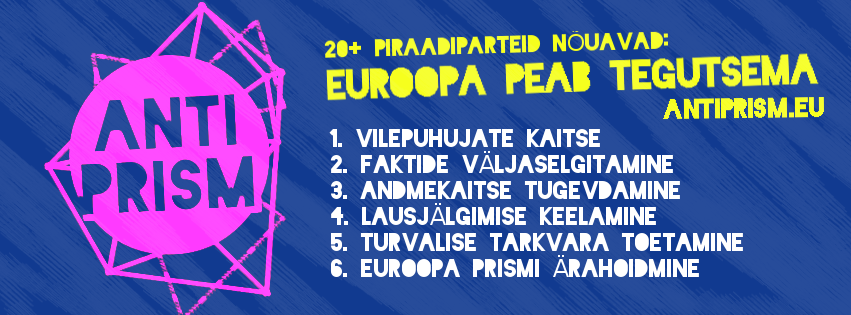 ANTI
PRISM
20+ PIRAADIPARTEID NÕUAVAD:
EUROOPA PEAB TEGUTSEMA
ANTIPRISM.EU
1. VILEPUHUJATE KAITSE
2. FAKTIDE VÄLJASELGITAMINE
3. ANDMEKAITSE TUGEVDAMINE
4. LAUSJÄLGIMISE KEELAMINE
5. TURVALISE TARKVARA TOETAMINE
6. EUROOPA PRISMI ÄRAHOIDMINE